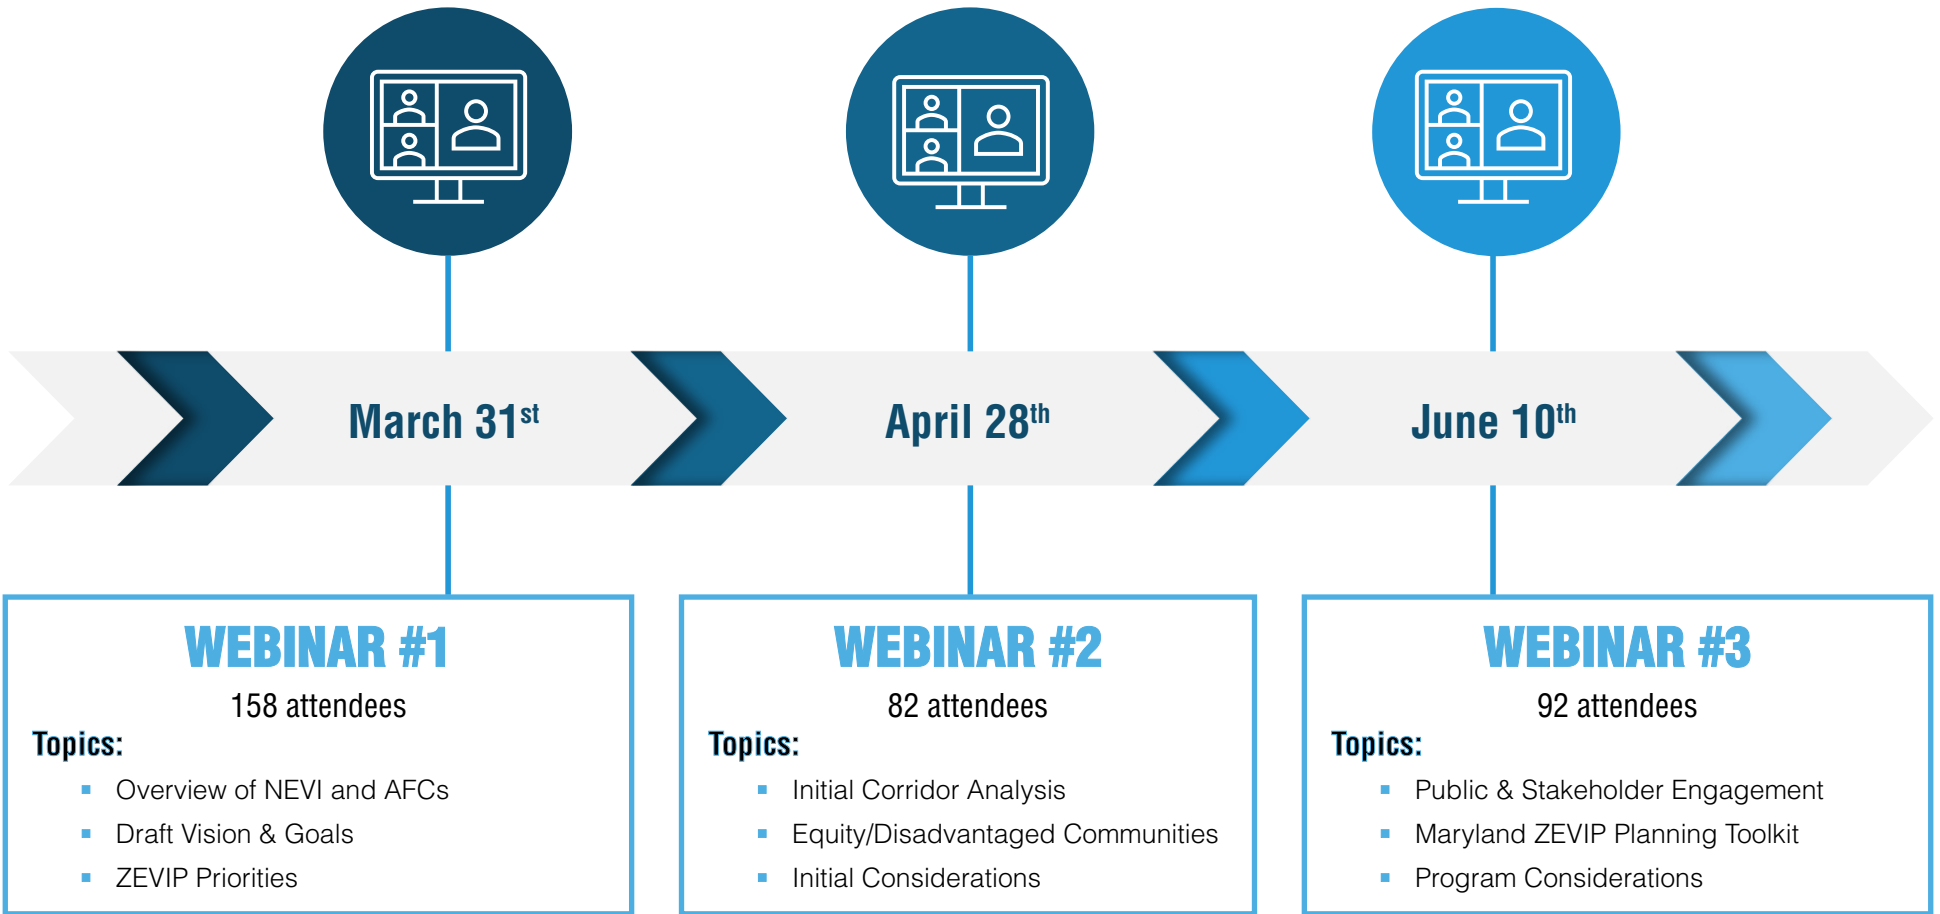 March 31st
April 28th
June 10th
WEBINAR #1
158 attendees
Topics:
▪ Overview of NEVI and AFCs
▪ Draft Vision & Goals
▪ ZEVIP Priorities
WEBINAR #2
82 attendees
Topics:
▪ Initial Corridor Analysis
▪ Equity/Disadvantaged Communities
▪ Initial Considerations
WEBINAR #3
92 attendees
Topics:
▪ Public & Stakeholder Engagement
▪ Maryland ZEVIP Planning Toolkit
▪ Program Considerations